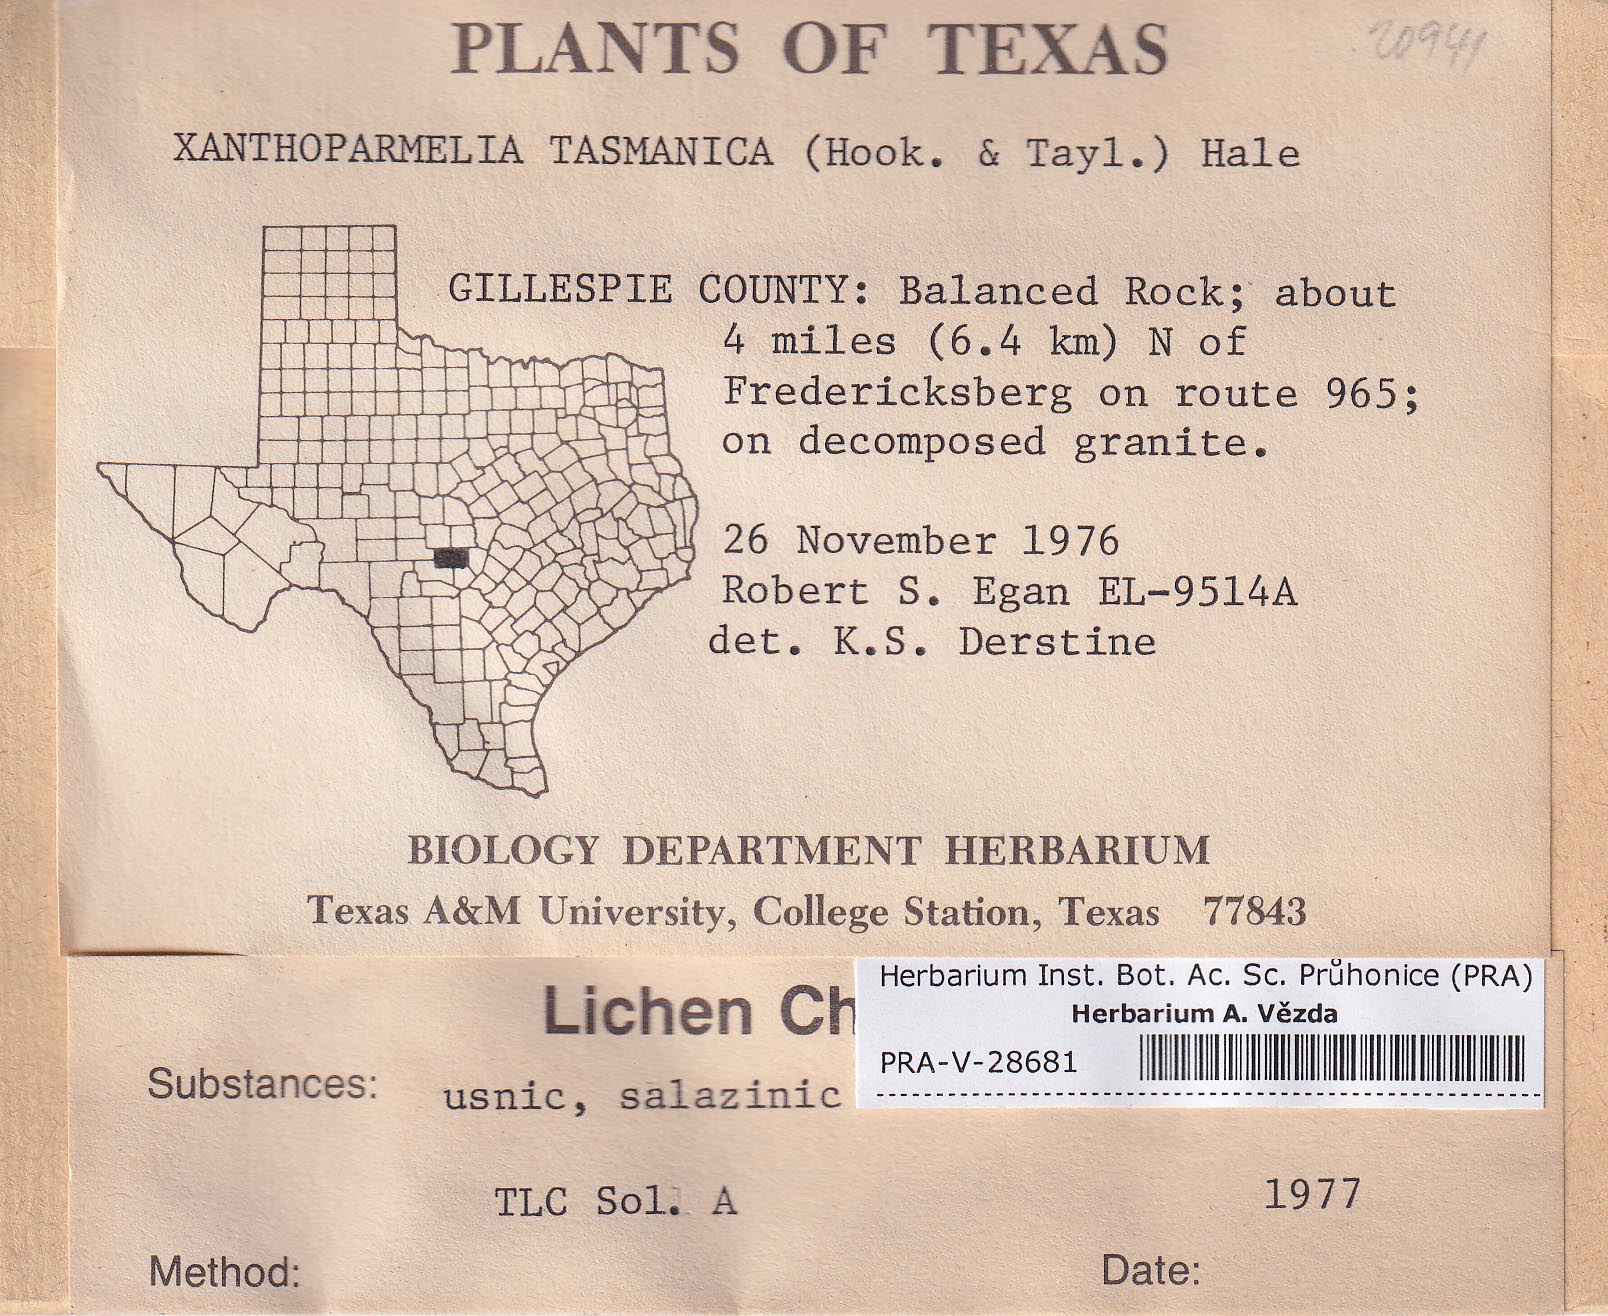 PLANTS OF TEXAS
20941
XANTHOPARMELIA TASMANICA (Hook. & Tayl.) Hale
GILLESPIE COUNTY: Balanced Rock; about
4 miles (6.4 km) N of
Fredericksberg on route 965;
on decomposed granite.
26 November 1976
Robert S. Egan EL-9514A
det. K.S. Derstine
BIOLOGY DEPARTMENT HERBARIUM
Texas A&M University, College Station, Texas 77843
Herbarium Inst. Bot. Ac. Sc. Průhonice (PRA)
Herbarium A. Vězda
PRA-V-28681
Lichen Ch
Substances: usnic, salazinic
TLC Sol. A
1977
Method:
Date: